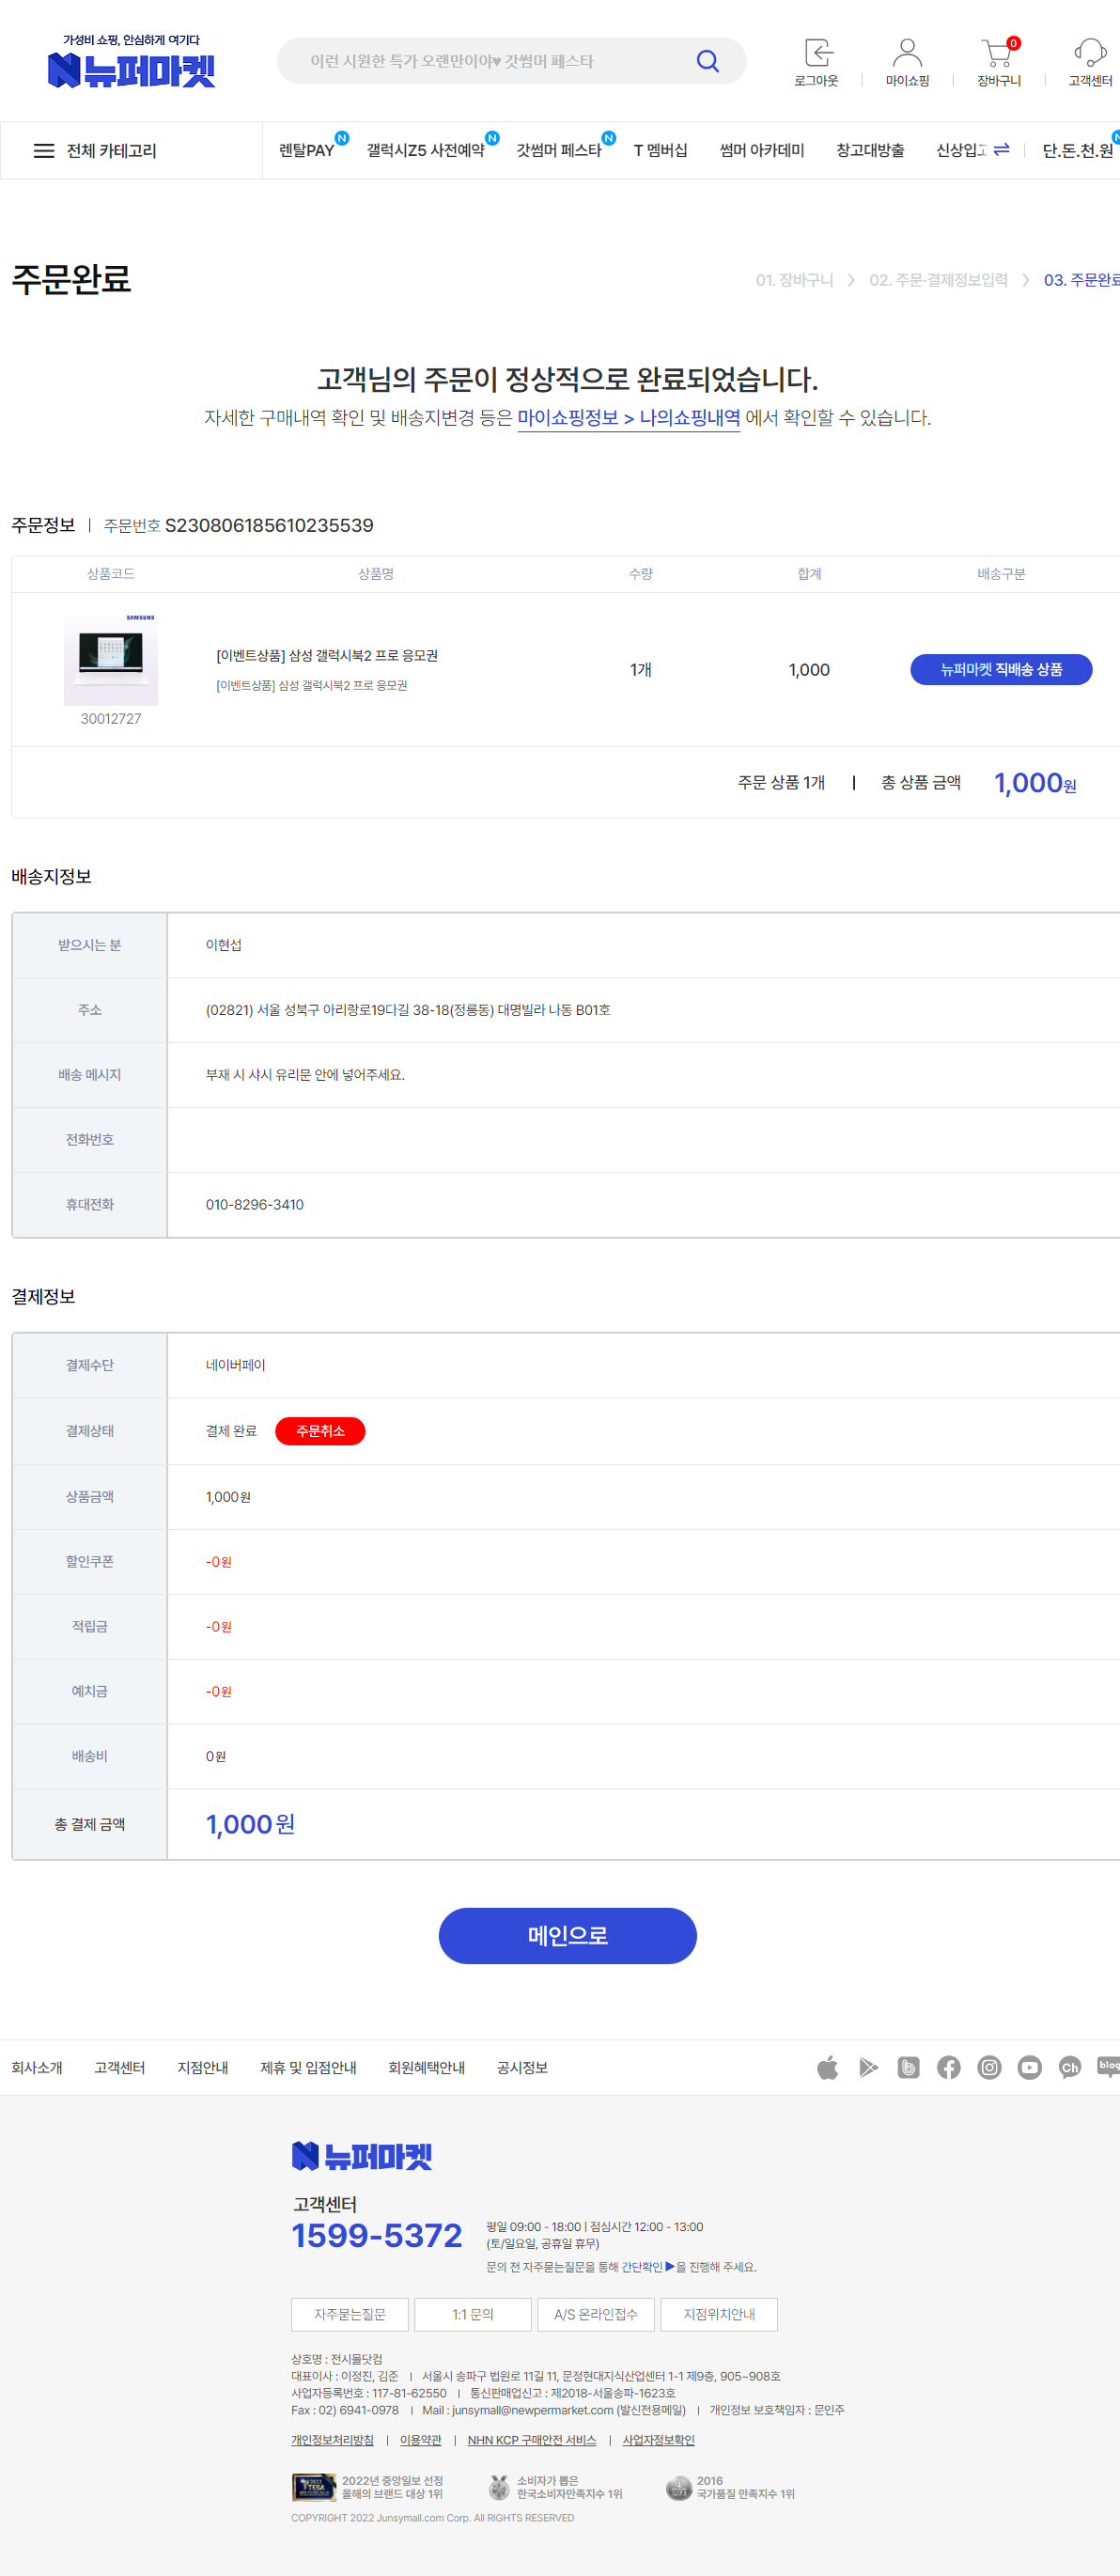 가성비 쇼핑, 안심하게 여기다
뉴퍼마켓
이런 시원한 특가 오랜만이야♥ 갓썸머 페스타
0
로그아웃 마이쇼핑 장바구니 고객센터
전체 카테고리 렌탈PAY N 갤럭시Z5 사전예약 N 갓썸머 페스타 N T 멤버십 썸머 아카데미 창고대방출 신상입고 단.돈.천.원
주문완료
01. 장바구니 > 02. 주문·결제정보입력 > 03. 주문완료
고객님의 주문이 정상적으로 완료되었습니다.
자세한 구매내역 확인 및 배송지변경 등은 마이쇼핑정보 > 나의쇼핑내역 에서 확인할 수 있습니다.
주문정보 | 주문번호 S230806185610235539
상품코드 상품명 수량 합계 배송구분
SAMSUNG
[이벤트상품] 삼성 갤럭시북2 프로 응모권
[이벤트상품] 삼성 갤럭시북2 프로 응모권
1개 1,000 뉴퍼마켓 직배송 상품
30012727
주문 상품 1개 | 총 상품 금액 1,000원
배송지정보
받으시는 분 이현섭
주소 (02821) 서울 성북구 아리랑로19다길 38-18(정릉동) 대명빌라 나동 B01호
배송 메시지 부재 시 샤시 유리문 안에 넣어주세요.
전화번호
휴대전화 010-8296-3410
결제정보
결제수단 네이버페이
결제상태 결제 완료 주문취소
상품금액 1,000원
할인쿠폰 -0원
적립금 -0원
예치금 -0원
배송비 0원
총 결제 금액 1,000원
메인으로
회사소개 고객센터 지점안내 제휴 및 입점안내 회원혜택안내 공시정보 Ch blog
뉴퍼마켓
고객센터
1599-5372
평일 09:00 - 18:00 | 점심시간 12:00 - 13:00
(토/일요일, 공휴일 휴무)
문의 전 자주묻는질문을 통해 간단확인▶을 진행해 주세요.
자주묻는질문 1:1 문의 A/S 온라인접수 지점위치안내
상호명 : 전시몰닷컴
대표이사 : 이정진, 김준 | 서울시 송파구 법원로 11길 11, 문정현대지식산업센터 1-1 제9층, 905~908호
사업자등록번호 : 117-81-62550 | 통신판매업신고 : 제2018-서울송파-1623호
Fax : 02) 6941-0978 | Mail : junsymall@newpermarket.com (발신전용메일) | 개인정보 보호책임자 : 문인주
개인정보처리방침 | 이용약관 | NHN KCP 구매안전 서비스 | 사업자정보확인
2022년 중앙일보 선정
올해의 브랜드 대상 1위
소비자가 뽑은
한국소비자만족지수 1위
2016
국가품질 만족지수 1위
COPYRIGHT 2022 Junsymall.com Corp. All RIGHTS RESERVED